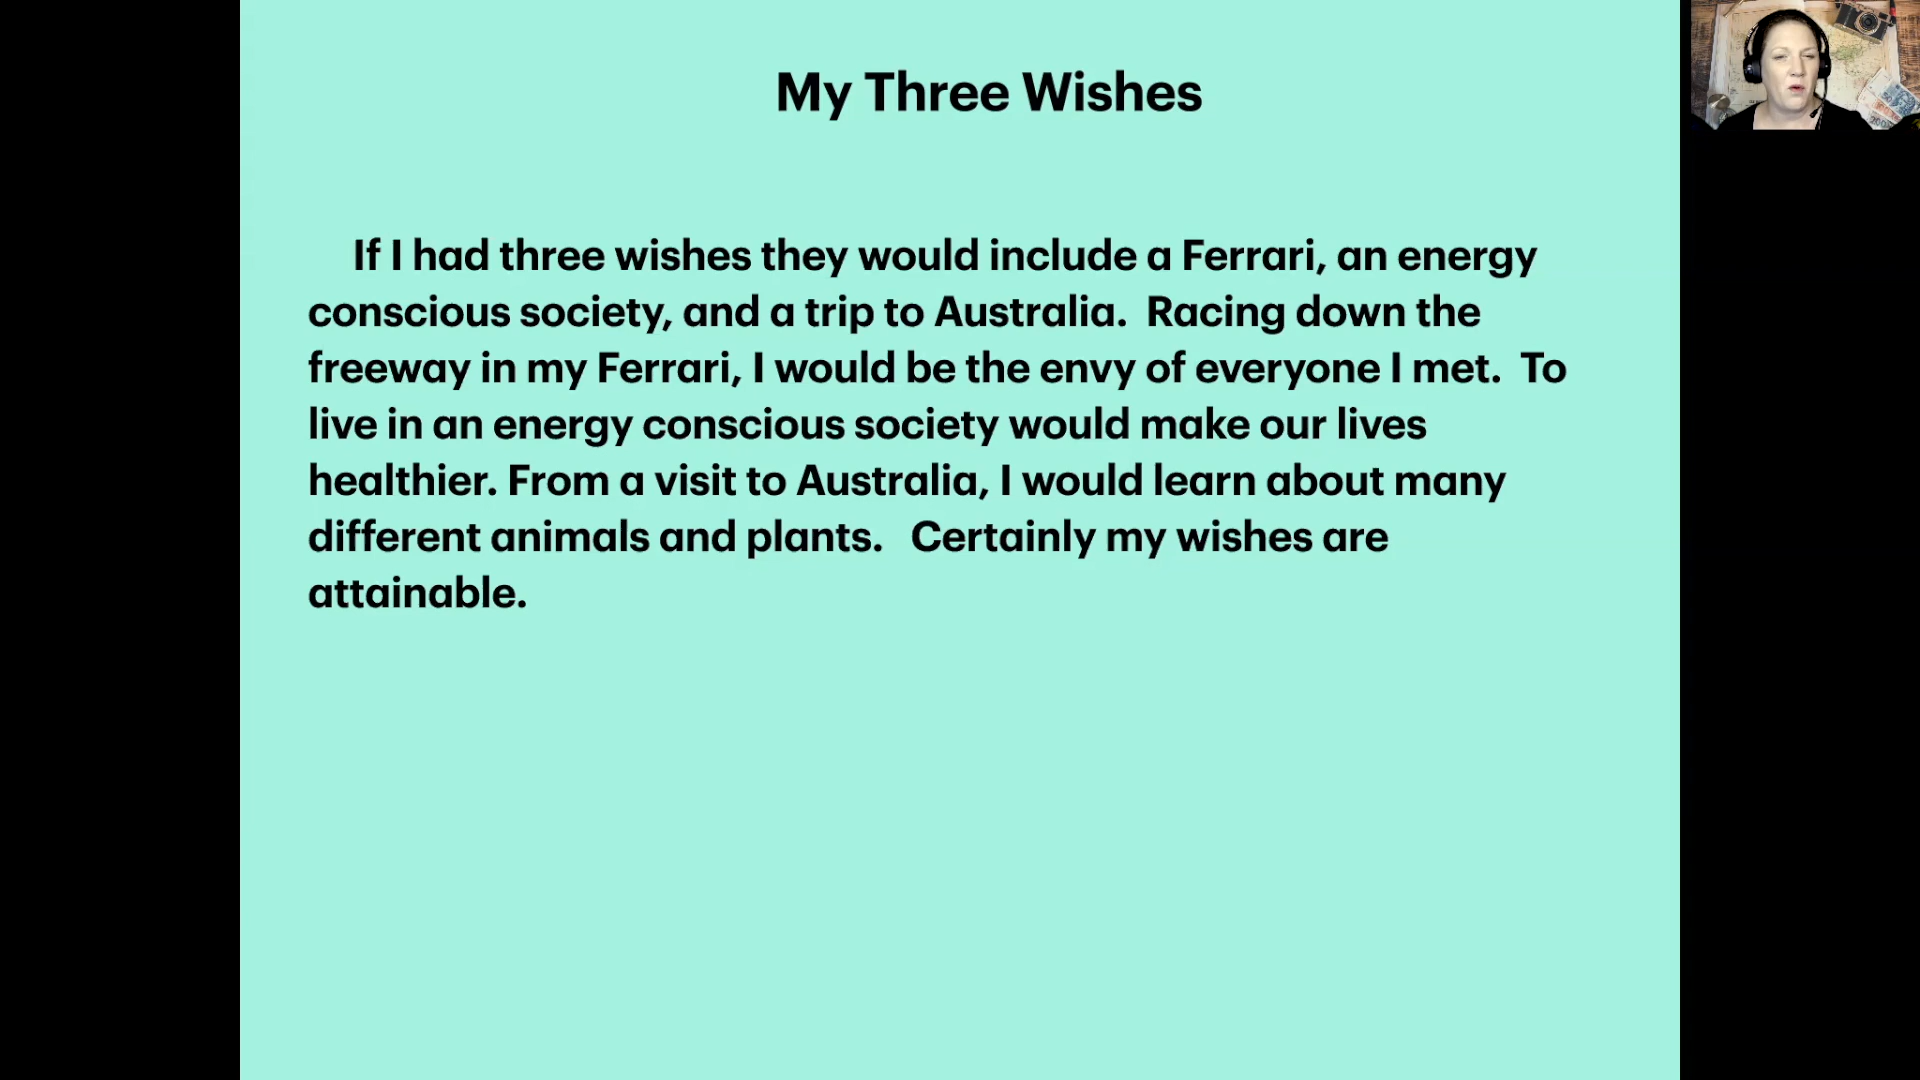 My Three Wishes
If I had three wishes they would include a Ferrari, an energy
conscious society, and a trip to Australia.  Racing down the
freeway in my Ferrari, I would be the envy of everyone I met.  To
live in an energy conscious society would make our lives
healthier. From a visit to Australia, I would learn about many
different animals and plants.   Certainly my wishes are
attainable.